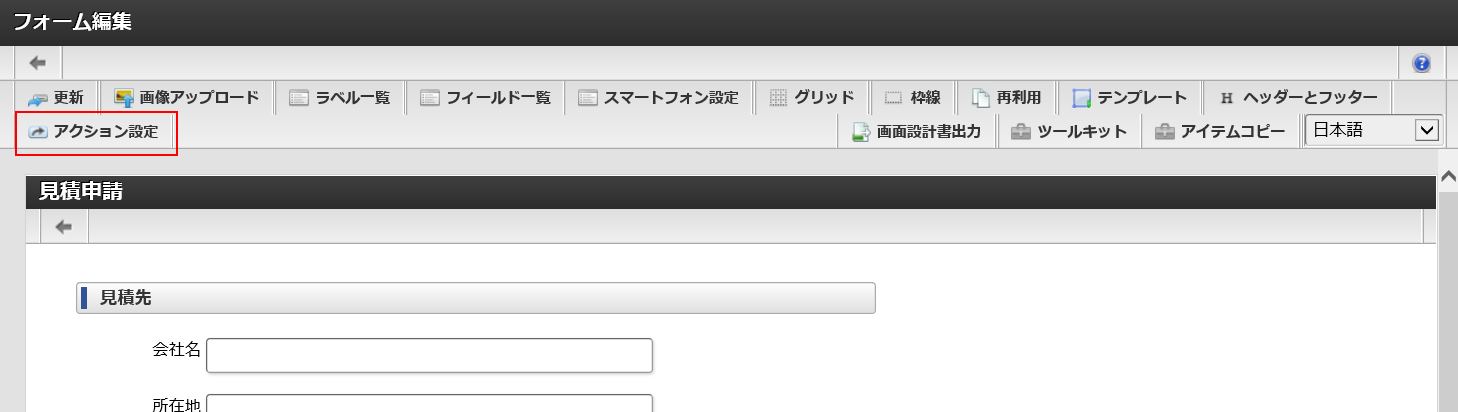 フォーム編集
更新 画像アップロード ラベル一覧 フィールド一覧 スマートフォン設定 グリッド 枠線 再利用 テンプレート H ヘッダーとフッター
アクション設定 画面設計書出力 ツールキット アイテムコピー 日本語
見積申請
見積先
会社名
所在地